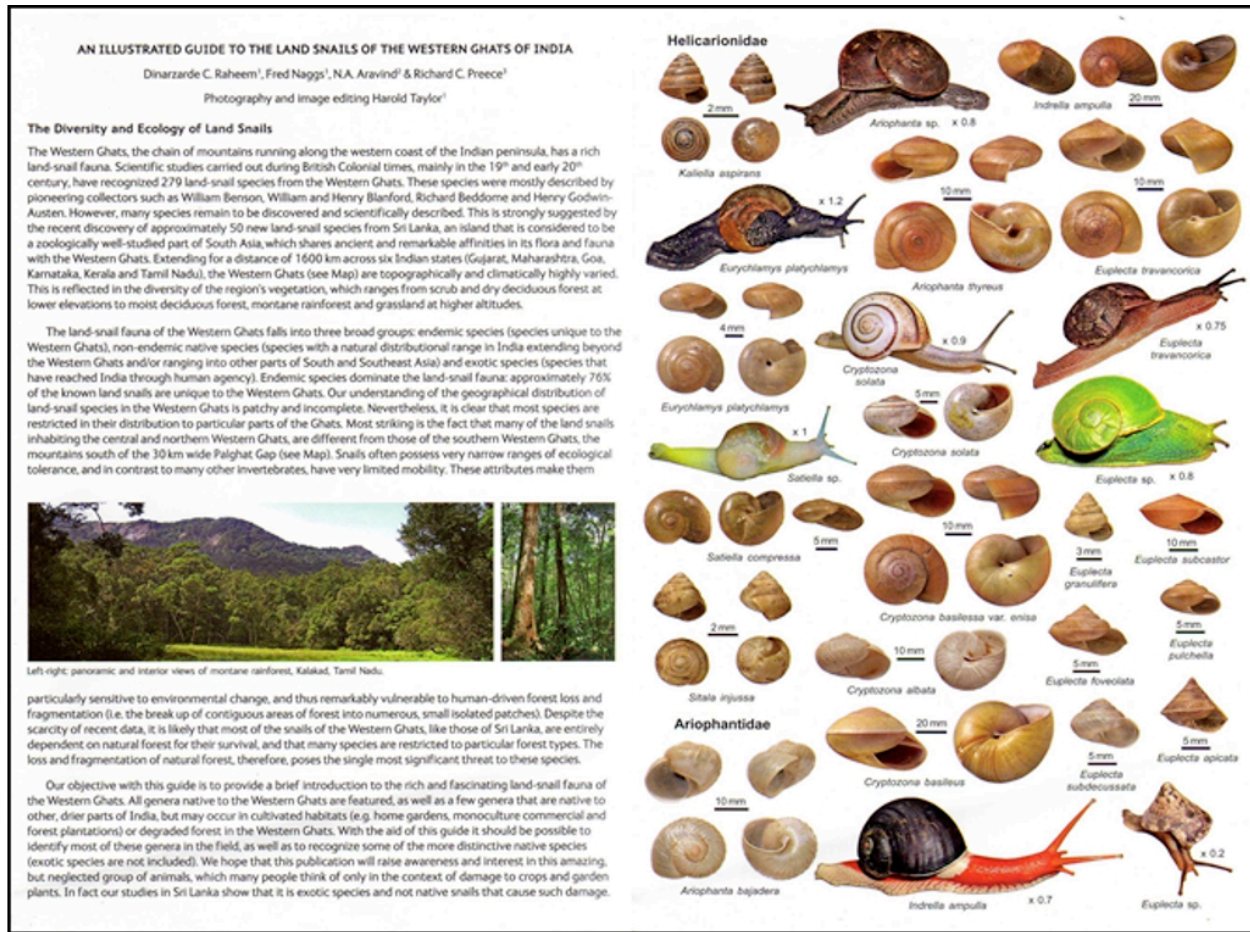 AN ILLUSTRATED GUIDE TO THE LAND SNAILS OF THE WESTERN GHATS OF INDIA
Dinarzarde C. Raheem¹, Fred Naggs¹, N.A. Aravind² & Richard C. Preece³
Photography and image editing Harold Taylor¹
The Diversity and Ecology of Land Snails
The Western Ghats, the chain of mountains running along the western coast of the Indian peninsula, has a rich
land-snail fauna. Scientific studies carried out during British Colonial times, mainly in the 19th and early 20th
century, have recognized 279 land-snail species from the Western Ghats. These species were mostly described by
pioneering collectors such as William Benson, William and Henry Blanford, Richard Beddome and Henry Godwin-
Austen. However, many species remain to be discovered and scientifically described. This is strongly suggested by
the recent discovery of approximately 50 new land-snail species from Sri Lanka, an island that is considered to be
a zoologically well-studied part of South Asia, which shares ancient and remarkable affinities in its flora and fauna
with the Western Ghats. Extending for a distance of 1600 km across six Indian states (Gujarat, Maharashtra, Goa,
Karnataka, Kerala and Tamil Nadu), the Western Ghats (see Map) are topographically and climatically highly varied.
This is reflected in the diversity of the region's vegetation, which ranges from scrub and dry deciduous forest at
lower elevations to moist deciduous forest, montane rainforest and grassland at higher altitudes.
The land-snail fauna of the Western Ghats falls into three broad groups: endemic species (species unique to the
Western Ghats), non-endemic native species (species with a natural distributional range in India extending beyond
the Western Ghats and/or ranging into other parts of South and Southeast Asia) and exotic species (species that
have reached India through human agency). Endemic species dominate the land-snail fauna: approximately 76%
of the known land snails are unique to the Western Ghats. Our understanding of the geographical distribution of
land-snail species in the Western Ghats is patchy and incomplete. Nevertheless, it is clear that most species are
restricted in their distribution to particular parts of the Ghats. Most striking is the fact that many of the land snails
inhabiting the central and northern Western Ghats, are different from those of the southern Western Ghats, the
mountains south of the 30 km wide Palghat Gap (see Map). Snails often possess very narrow ranges of ecological
tolerance, and in contrast to many other invertebrates, have very limited mobility. These attributes make them
Left-right: panoramic and interior views of montane rainforest, Kalakad, Tamil Nadu.
particularly sensitive to environmental change, and thus remarkably vulnerable to human-driven forest loss and
fragmentation (i.e. the break up of contiguous areas of forest into numerous, small isolated patches). Despite the
scarcity of recent data, it is likely that most of the snails of the Western Ghats, like those of Sri Lanka, are entirely
dependent on natural forest for their survival, and that many species are restricted to particular forest types. The
loss and fragmentation of natural forest, therefore, poses the single most significant threat to these species.
Our objective with this guide is to provide a brief introduction to the rich and fascinating land-snail fauna of
the Western Ghats. All genera native to the Western Ghats are featured, as well as a few genera that are native to
other, drier parts of India, but may occur in cultivated habitats (e.g. home gardens, monoculture commercial and
forest plantations) or degraded forest in the Western Ghats. With the aid of this guide it should be possible to
identify most of these genera in the field, as well as to recognize some of the more distinctive native species
(exotic species are not included). We hope that this publication will raise awareness and interest in this amazing,
but neglected group of animals, which many people think of only in the context of damage to crops and garden
plants. In fact our studies in Sri Lanka show that it is exotic species and not native snails that cause such damage.
Helicarionidae
2 mm
Kaliella aspirans
Ariophanta sp. x 0.8
20 mm
Indrella ampulla
x 1.2
Eurychlamys platychlamys
10 mm
Ariophanta thyreus
10 mm
Euplecta travancorica
4 mm
Eurychlamys platychlamys
x 0.9
Cryptozona
solata
x 0.75
Euplecta
travancorica
5 mm
Cryptozona solata
x 1
Satiella sp.
Euplecta sp. x 0.8
5 mm
Satiella compressa
10 mm
Cryptozona basilessa var. enisa
3 mm
Euplecta
granulifera
10 mm
Euplecta subcastor
2 mm
Sitala injussa
5 mm
Euplecta
pulchella
10 mm
Cryptozona albata
5 mm
Euplecta foveolata
Ariophantidae
20 mm
Cryptozona basileus
5 mm
Euplecta
subdecussata
5 mm
Euplecta apicata
10 mm
Ariophanta bajadera
Indrella ampulla x 0.7
x 0.2
Euplecta sp.